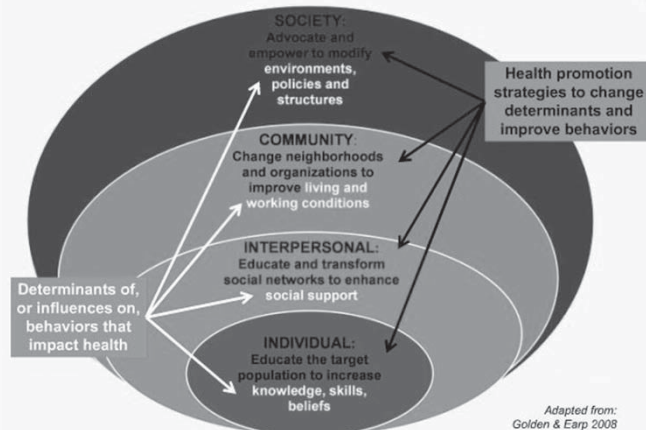 SOCIETY:
Advocate and
empower to modify
environments,
policies and
structures
Health promotion
strategies to change
determinants and
improve behaviors
COMMUNITY:
Change neighborhoods
and organizations to
improve living and
working conditions
INTERPERSONAL:
Educate and transform
social networks to enhance
social support
Determinants of,
or influences on,
behaviors that
impact health
INDIVIDUAL:
Educate the target
population to increase
knowledge, skills,
beliefs
Adapted from:
Golden & Earp 2008